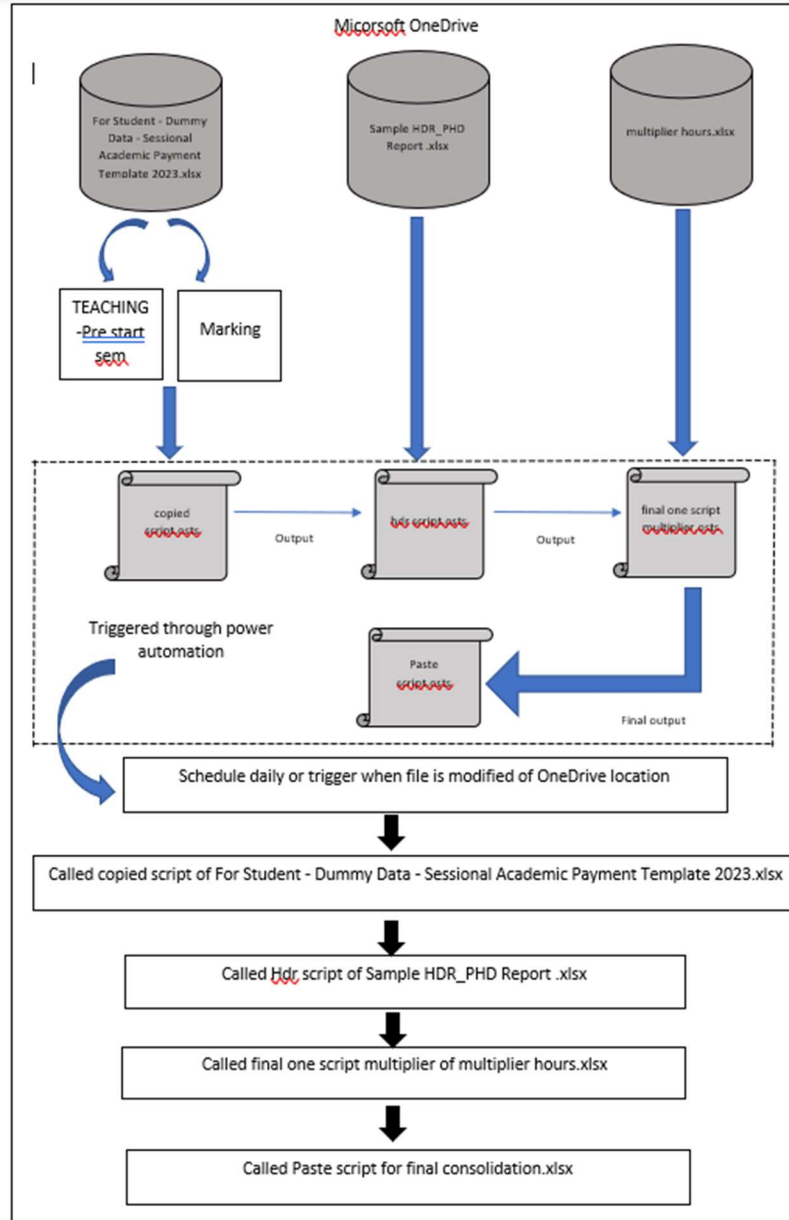 Micorsoft OneDrive
For Student - Dummy
Data - Sessional
Academic Payment
Template 2023.xlsx
Sample HDR_PHD
Report .xlsx
multiplier hours.xlsx
TEACHING
-Pre start
sem
Marking
copied
script.osts
Output
hdr script.osts
Output
final one script
multiplier.osts
Triggered through power
automation
Paste
script.osts
Final output
Schedule daily or trigger when file is modified of OneDrive location
Called copied script of For Student - Dummy Data - Sessional Academic Payment Template 2023.xlsx
Called Hdr script of Sample HDR_PHD Report .xlsx
Called final one script multiplier of multiplier hours.xlsx
Called Paste script for final consolidation.xlsx